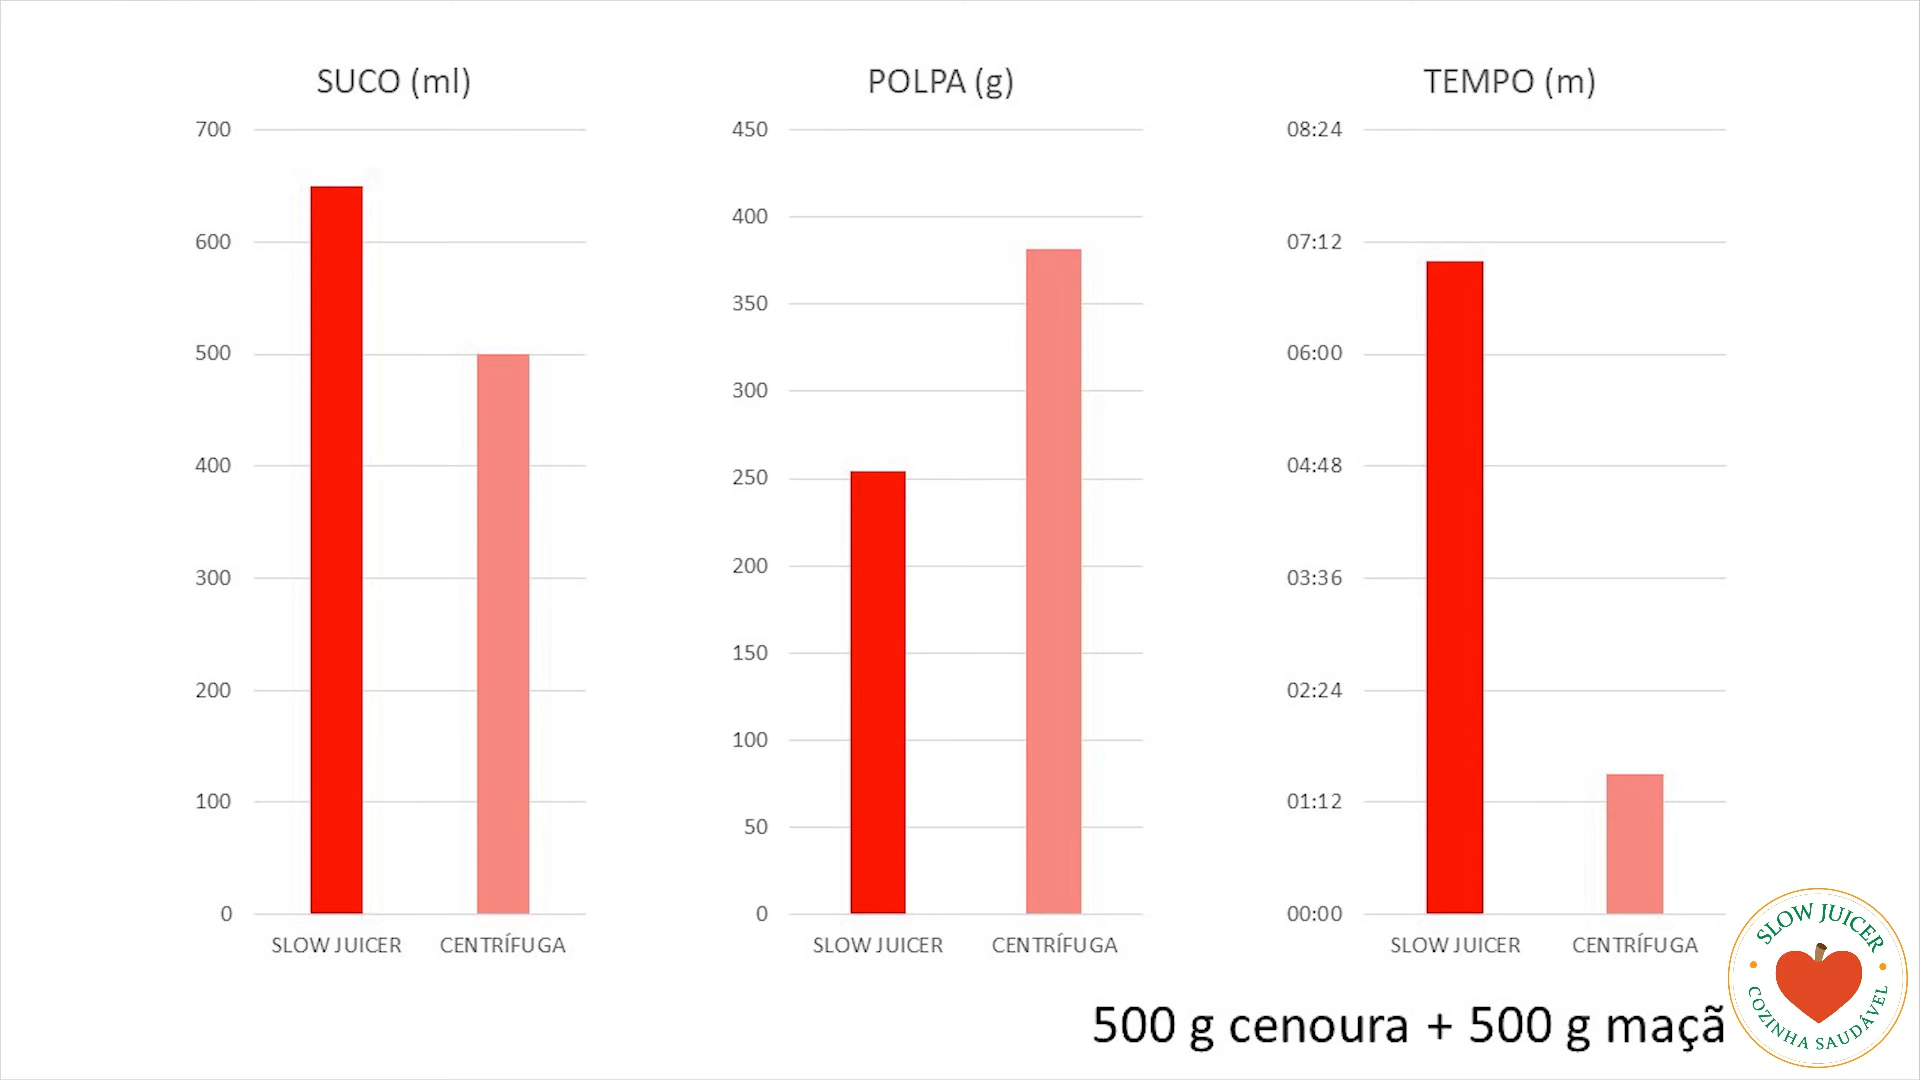 SUCO (ml)
700
600
500
400
300
200
100
0
SLOW JUICER
CENTRÍFUGA
POLPA (g)
450
400
350
300
250
200
150
100
50
0
SLOW JUICER
CENTRÍFUGA
TEMPO (m)
08:24
07:12
06:00
04:48
03:36
02:24
01:12
00:00
SLOW JUICER
CENTRÍFUGA
500 g cenoura + 500 g maçã
SLOW JUICER
COZINHA SAUDÁVEL